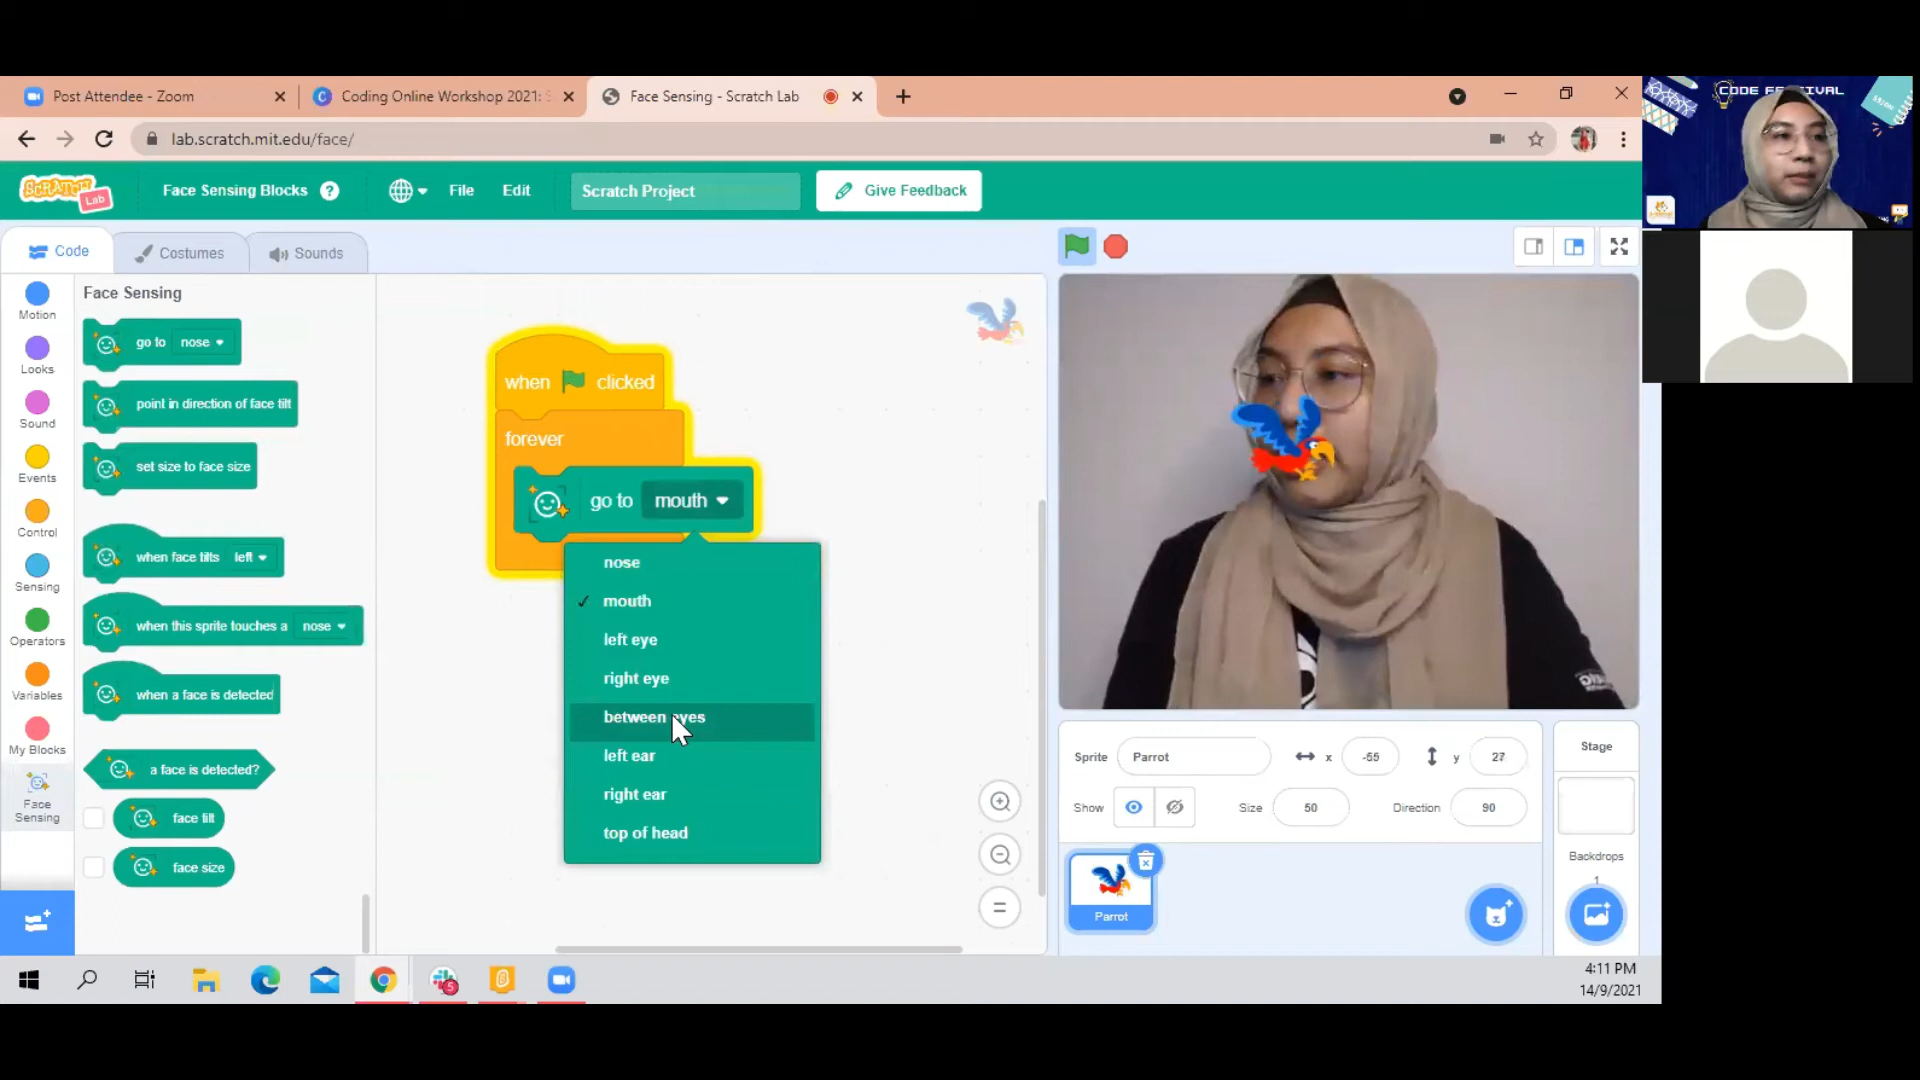 Post Attendee - Zoom
Coding Online Workshop 2021: S
Face Sensing - Scratch Lab
lab.scratch.mit.edu/face/
SCRATCH
Lab
Face Sensing Blocks
?
File
Edit
Scratch Project
Give Feedback
Code
Costumes
Sounds
Motion
Looks
Sound
Events
Control
Sensing
Operators
Variables
My Blocks
Face
Sensing
Face Sensing
go to nose
point in direction of face tilt
set size to face size
when face tilts left
when this sprite touches a nose
when a face is detected
a face is detected?
face tilt
face size
when clicked
forever
go to mouth
nose
✓ mouth
left eye
right eye
between eyes
left ear
right ear
top of head
Sprite Parrot x -55 y 27
Show Size 50 Direction 90
Parrot
Stage
Backdrops
1
5
4:11 PM
14/9/2021